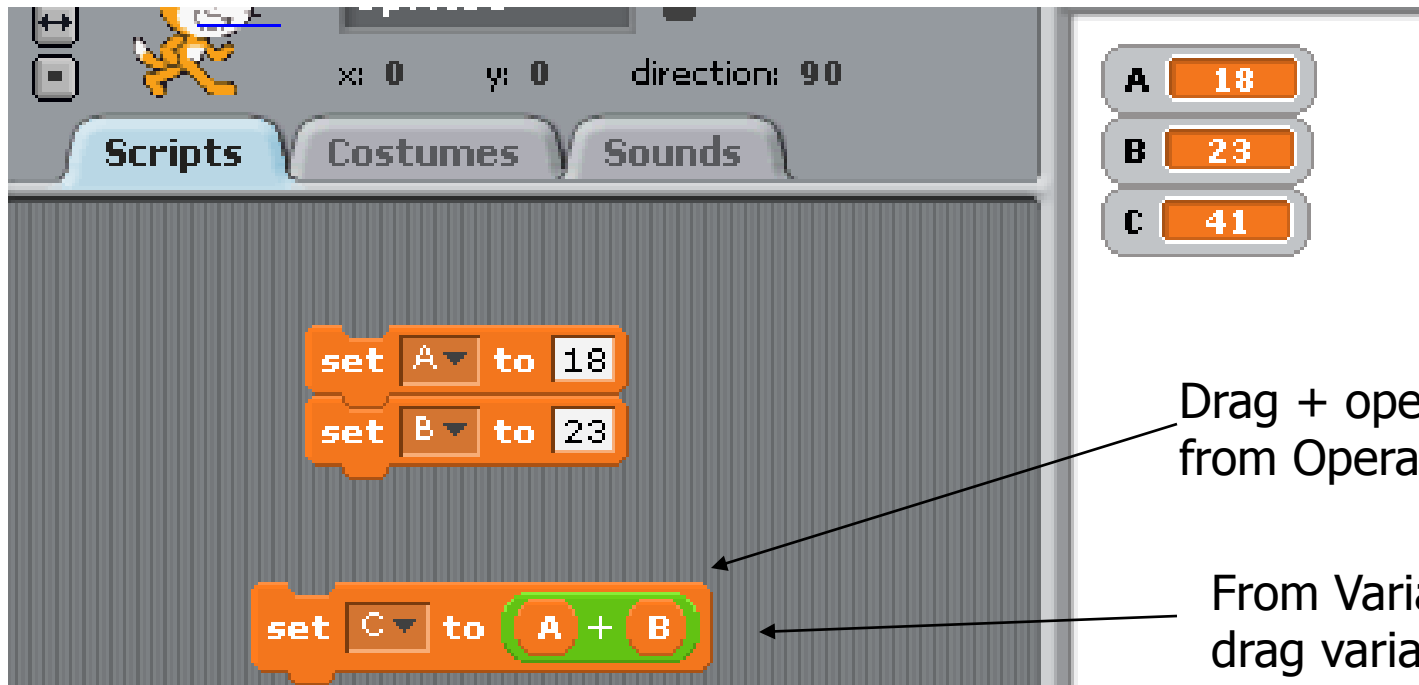 x: 0 y: 0 direction: 90
Scripts Costumes Sounds
A 18
B 23
C 41
set A to 18
set B to 23
Drag + ope
from Opera
set C to A + B
From Varia
drag varia